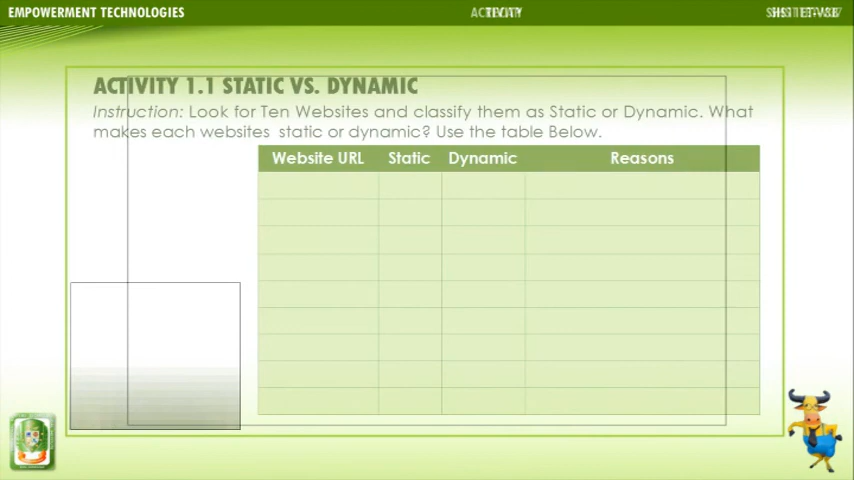 EMPOWERMENT TECHNOLOGIES
ACTIVITY 1.1 STATIC VS. DYNAMIC
Instruction: Look for Ten Websites and classify them as Static or Dynamic. What
makes each websites static or dynamic? Use the table Below.
Website URL Static Dynamic Reasons